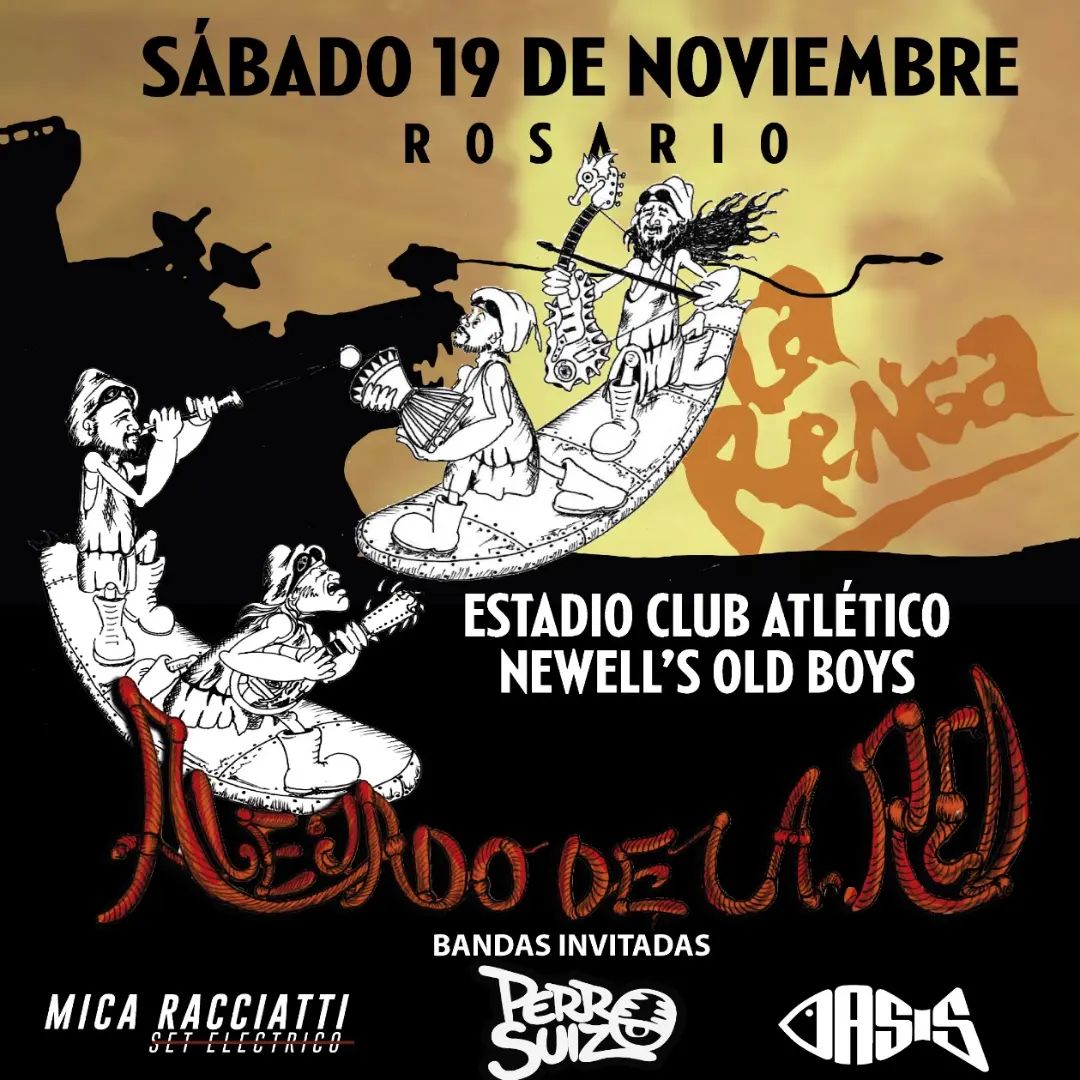 SÁBADO 19 DE NOVIEMBRE
ROSARIO
La
Renga
ESTADIO CLUB ATLÉTICO
NEWELL'S OLD BOYS
ALEJADO DE LA RED
BANDAS INVITADAS
MICA RACCIATTI
SET ELECTRICO
PERRO
SUIZO
OASIS